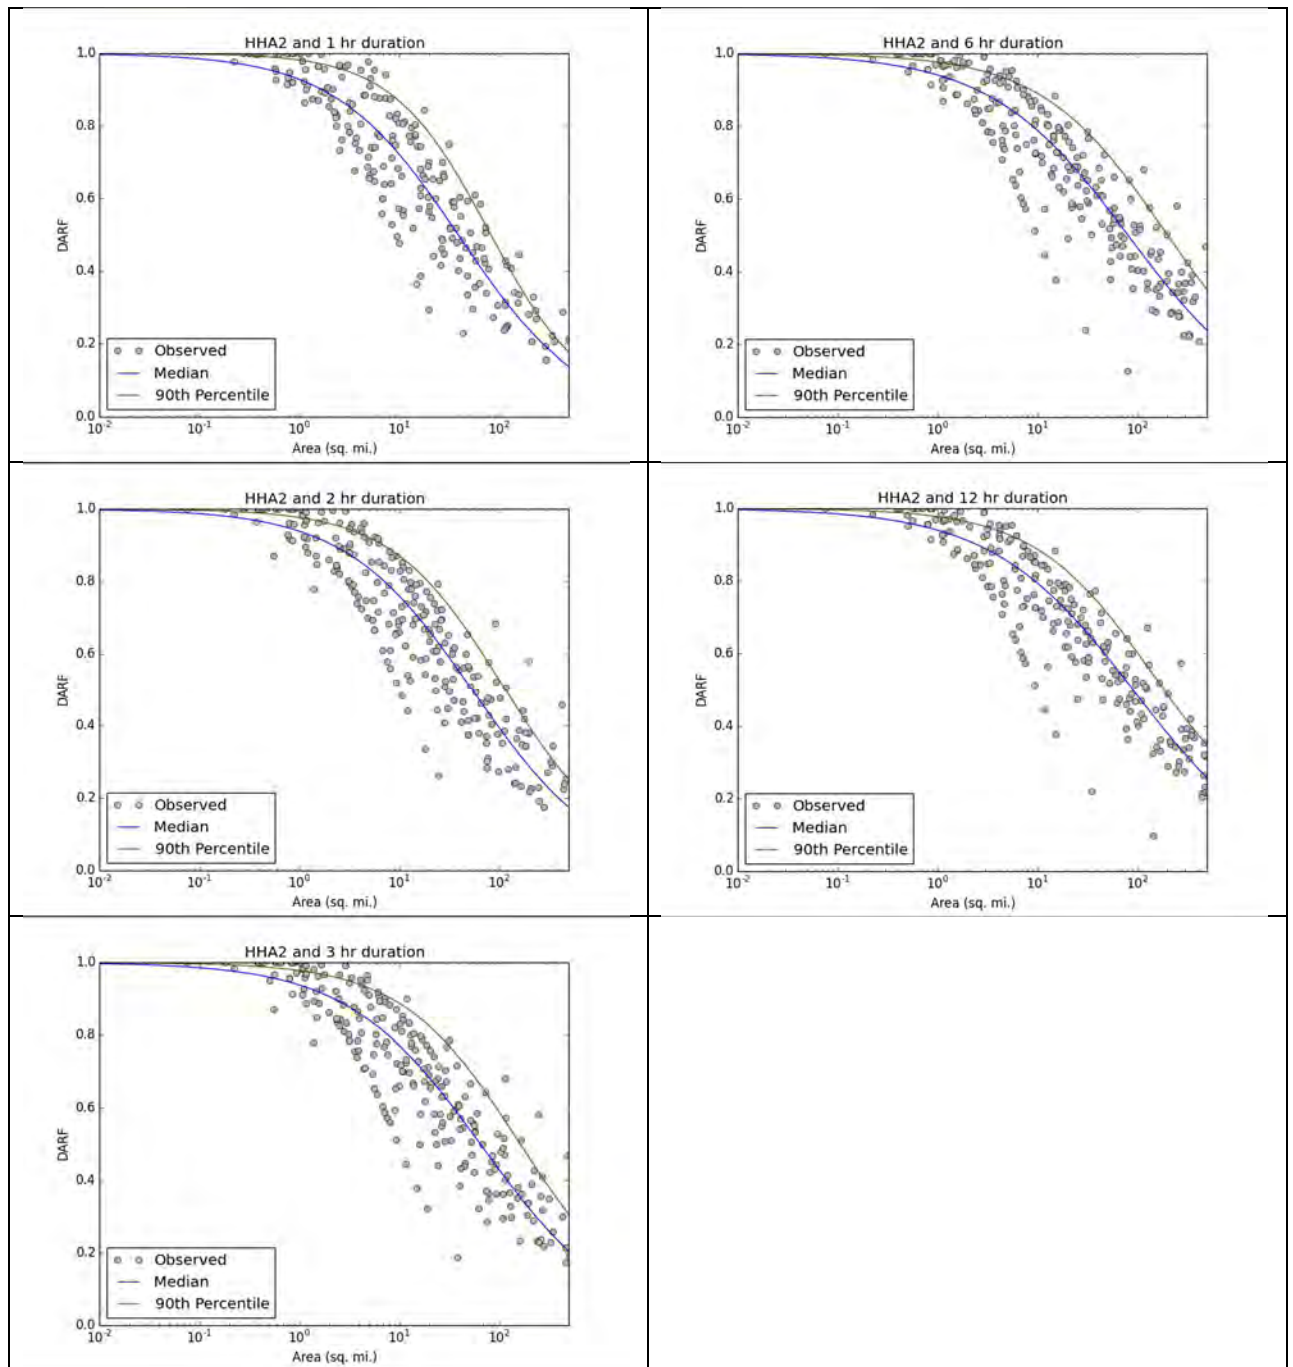 HHA2 and 1 hr duration
1.0
0.8
0.6
0.4
0.2
0.0
DARF
Observed
Median
90th Percentile
10-2
10-1
100
101
102
Area (sq. mi.)
HHA2 and 6 hr duration
1.0
0.8
0.6
0.4
0.2
0.0
DARF
Observed
Median
90th Percentile
10-2
10-1
100
101
102
Area (sq. mi.)
HHA2 and 2 hr duration
1.0
0.8
0.6
0.4
0.2
0.0
DARF
Observed
Median
90th Percentile
10-2
10-1
100
101
102
Area (sq. mi.)
HHA2 and 12 hr duration
1.0
0.8
0.6
0.4
0.2
0.0
DARF
Observed
Median
90th Percentile
10-2
10-1
100
101
102
Area (sq. mi.)
HHA2 and 3 hr duration
1.0
0.8
0.6
0.4
0.2
0.0
DARF
Observed
Median
90th Percentile
10-2
10-1
100
101
102
Area (sq. mi.)